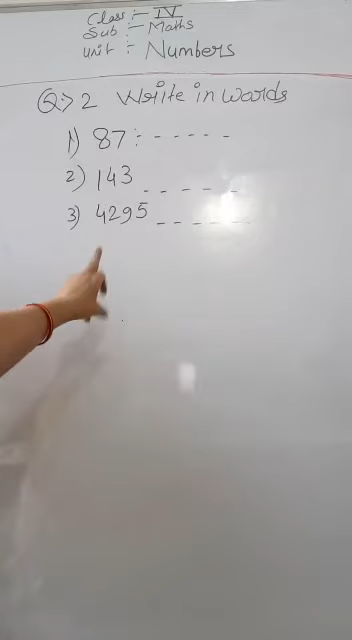 Class :- IV
Sub :- Maths
Unit :- Numbers
Q>2 Write in Words
1) 87:- - - - - -
2) 143 - - - - - -
3) 4295 - - - - - -